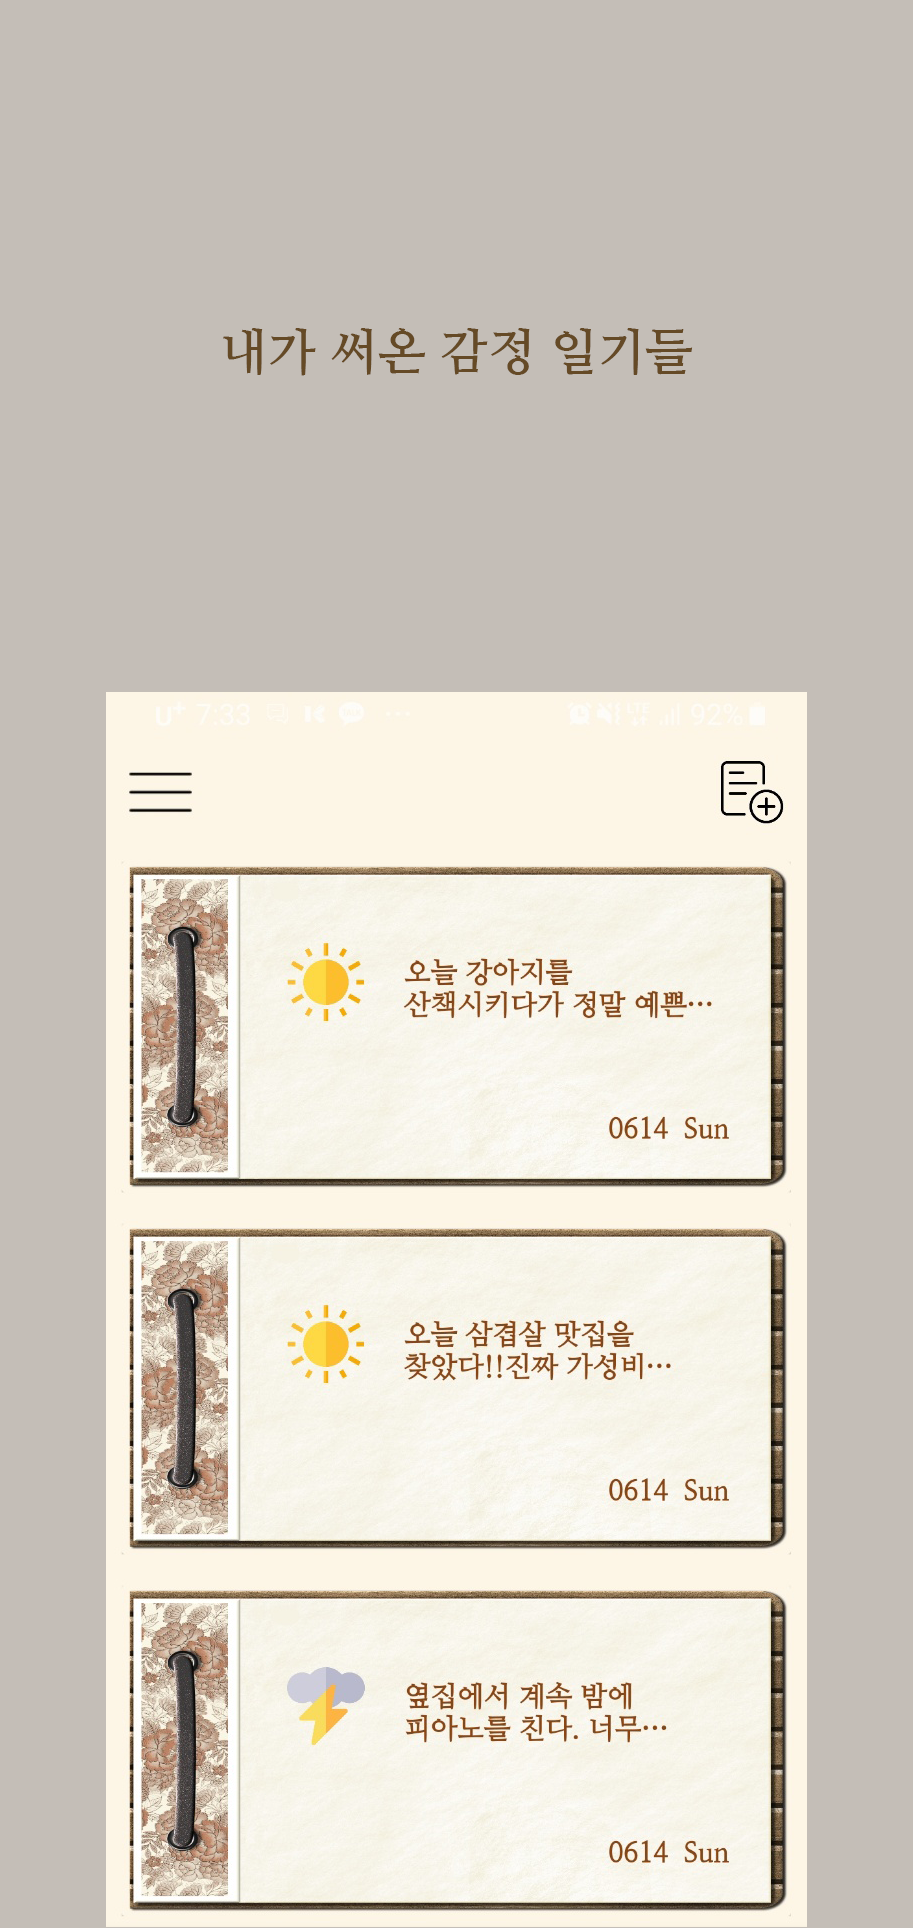 내가 써온 감정 일기들
U+ 7:33 92%
오늘 강아지를
산책시키다가 정말 예쁜…
0614 Sun
오늘 삼겹살 맛집을
찾았다!!진짜 가성비…
0614 Sun
옆집에서 계속 밤에
피아노를 친다. 너무…
0614 Sun